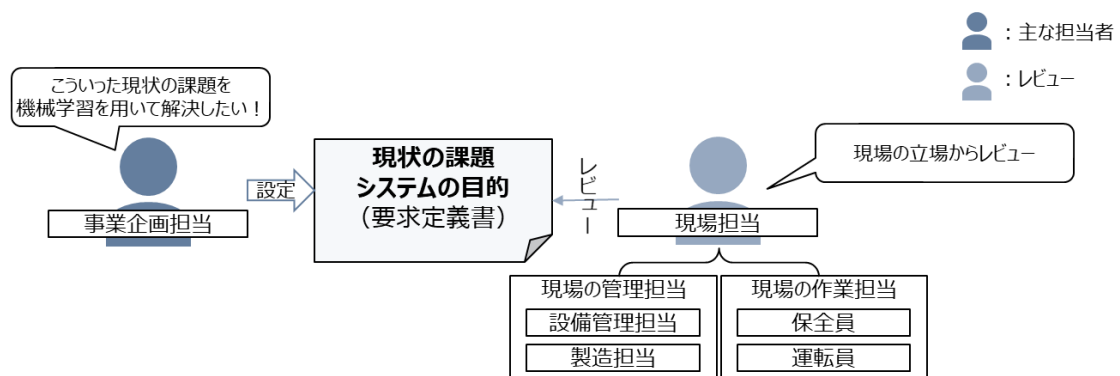 ：主な担当者
：レビュー
こういった現状の課題を
機械学習を用いて解決したい！
事業企画担当
設定
現状の課題
システムの目的
（要求定義書）
レビュー
現場の立場からレビュー
現場担当
現場の管理担当
設備管理担当
製造担当
現場の作業担当
保全員
運転員